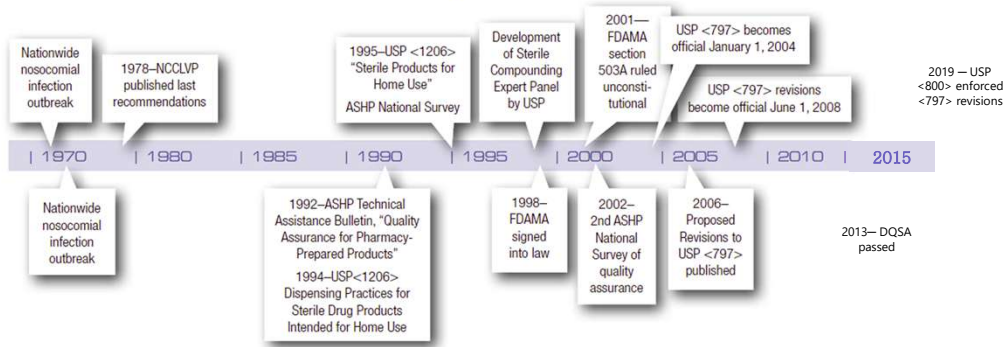 Nationwide
nosocomial
infection
outbreak
1978–NCCLVP
published last
recommendations
1995–USP <1206>
"Sterile Products for
Home Use"
ASHP National Survey
Development
of Sterile
Compounding
Expert Panel
by USP
2001—
FDAMA
section
503A ruled
unconsti-
tutional
USP <797> becomes
official January 1, 2004
USP <797> revisions
become official June 1, 2008
2019 — USP
<800> enforced
<797> revisions
| 1970 | 1980 | 1985 | 1990 | 1995 | 2000 | 2005 | 2010 | 2015
Nationwide
nosocomial
infection
outbreak
1992–ASHP Technical
Assistance Bulletin, "Quality
Assurance for Pharmacy-
Prepared Products"
1994–USP<1206>
Dispensing Practices for
Sterile Drug Products
Intended for Home Use
1998–
FDAMA
signed
into law
2002–
2nd ASHP
National
Survey of
quality
assurance
2006–
Proposed
Revisions to
USP <797>
published
2013— DQSA
passed